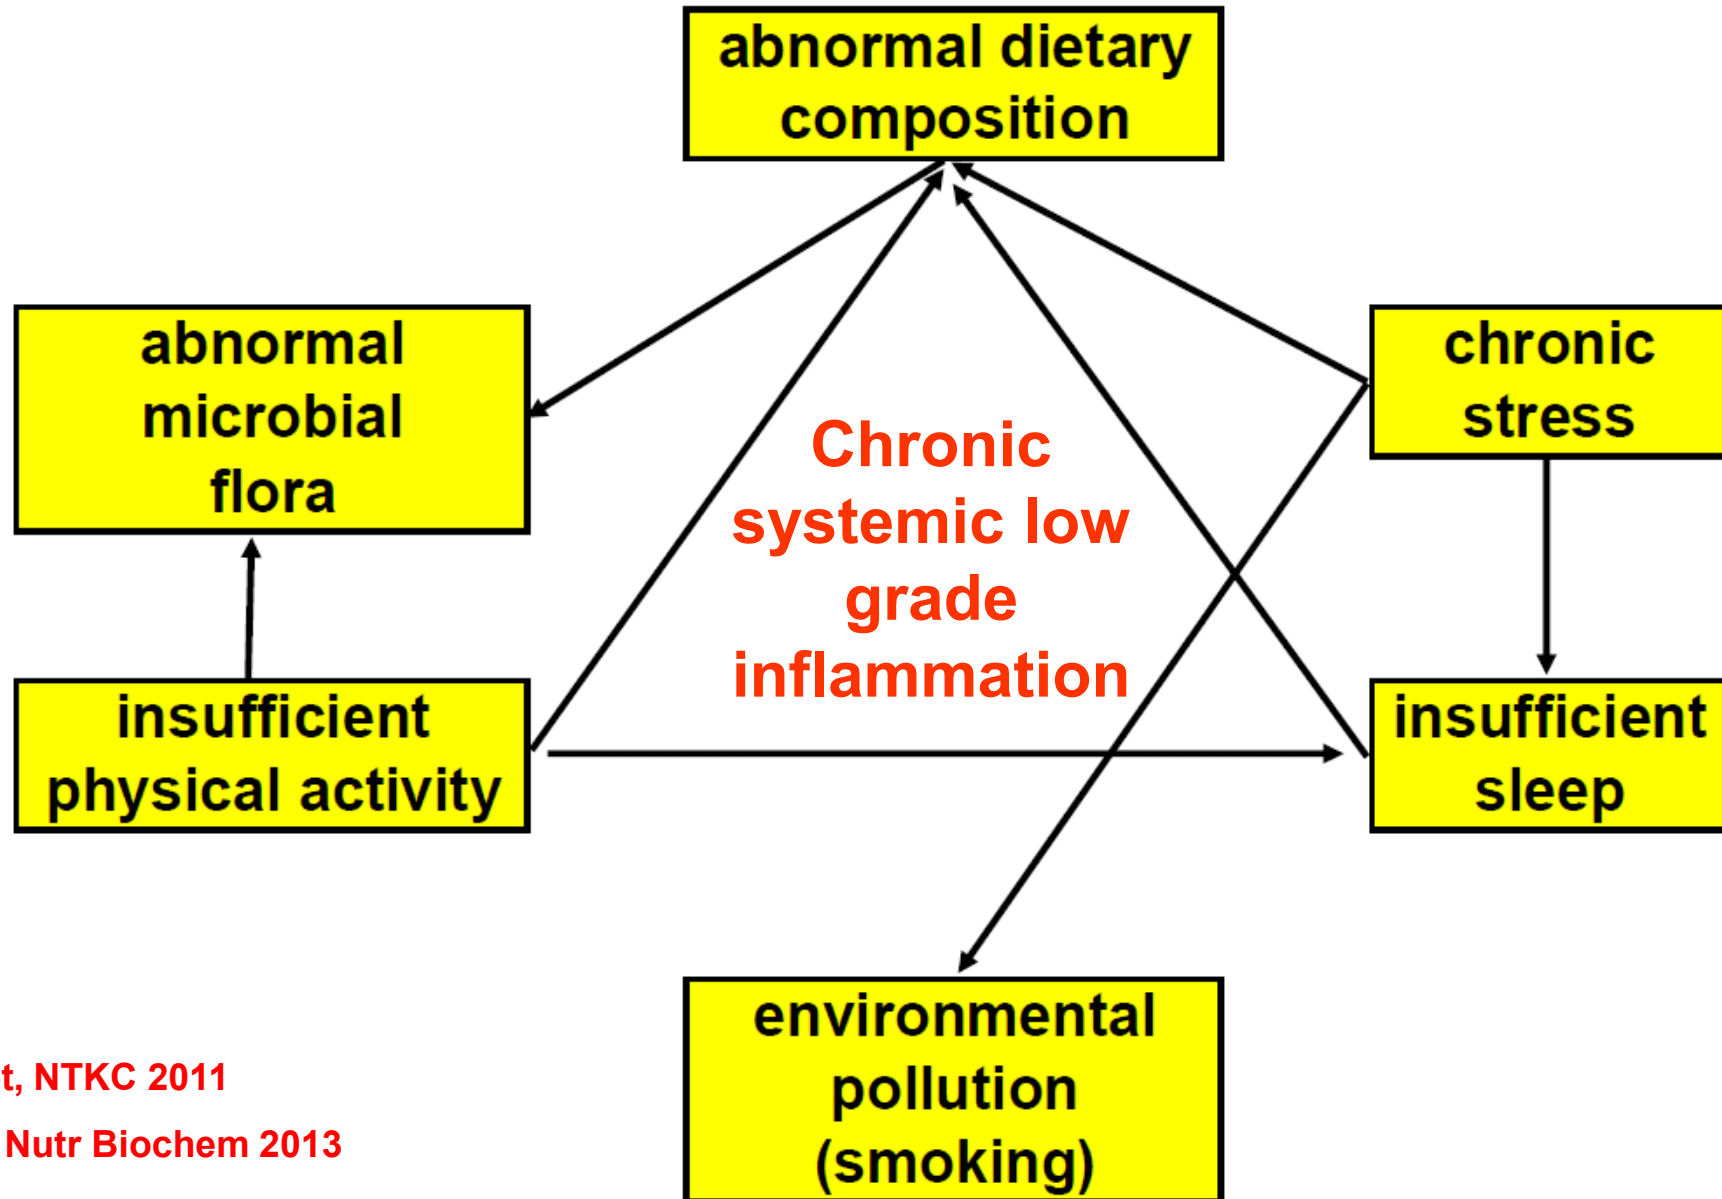 abnormal dietary
composition
abnormal
microbial
flora
chronic
stress
Chronic
systemic low
grade
inflammation
insufficient
physical activity
insufficient
sleep
environmental
pollution
(smoking)
NTKC 2011
Nutr Biochem 2013